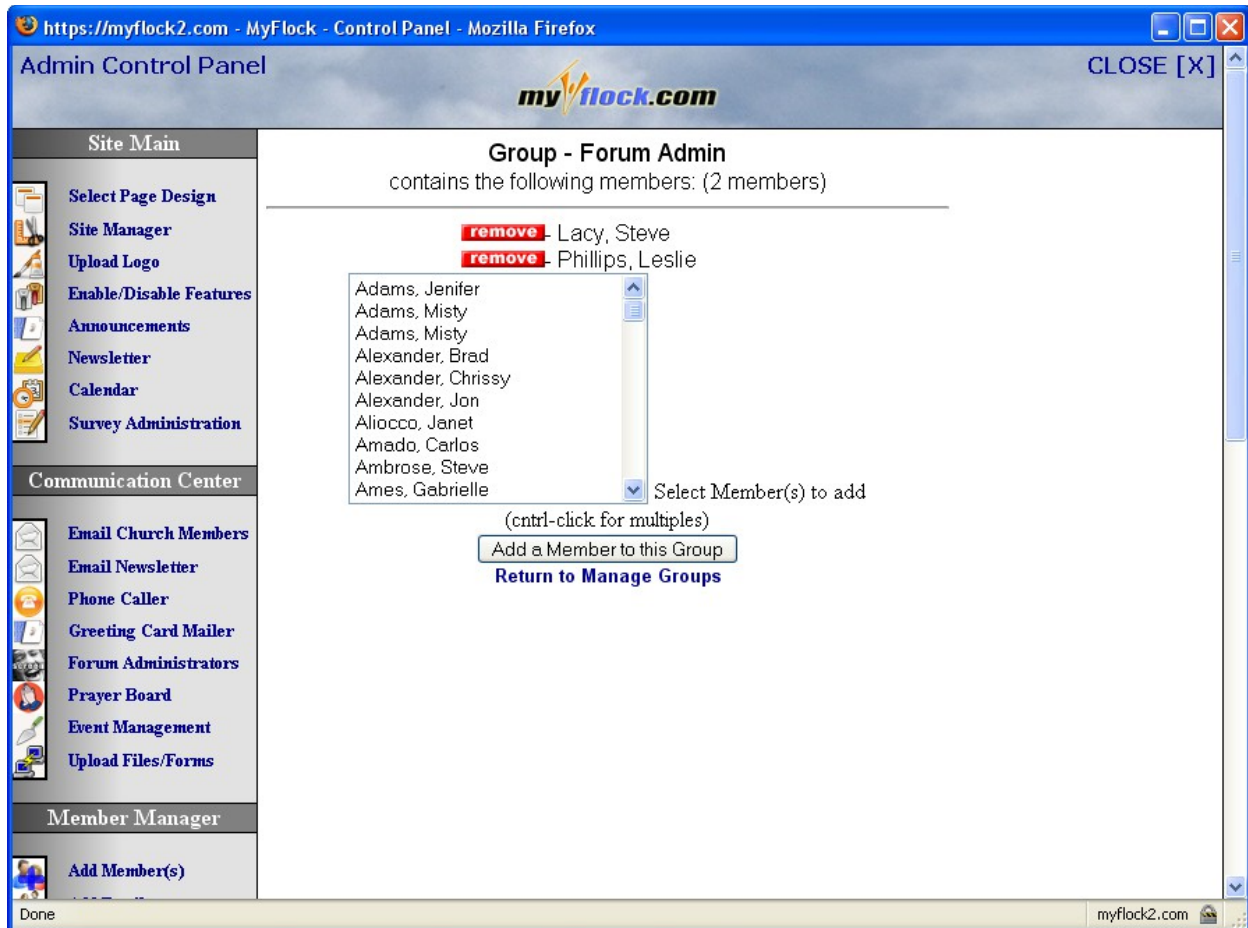 https://myflock2.com - MyFlock - Control Panel - Mozilla Firefox
Admin Control Panel
myflock.com
CLOSE [X]
Site Main
Select Page Design
Site Manager
Upload Logo
Enable/Disable Features
Announcements
Newsletter
Calendar
Survey Administration
Communication Center
Email Church Members
Email Newsletter
Phone Caller
Greeting Card Mailer
Forum Administrators
Prayer Board
Event Management
Upload Files/Forms
Member Manager
Add Member(s)
Group - Forum Admin
contains the following members: (2 members)
remove - Lacy, Steve
remove - Phillips, Leslie
Adams, Jenifer
Adams, Misty
Adams, Misty
Alexander, Brad
Alexander, Chrissy
Alexander, Jon
Aliocco, Janet
Amado, Carlos
Ambrose, Steve
Ames, Gabrielle
Select Member(s) to add
(cntrl-click for multiples)
Add a Member to this Group
Return to Manage Groups
Done
myflock2.com